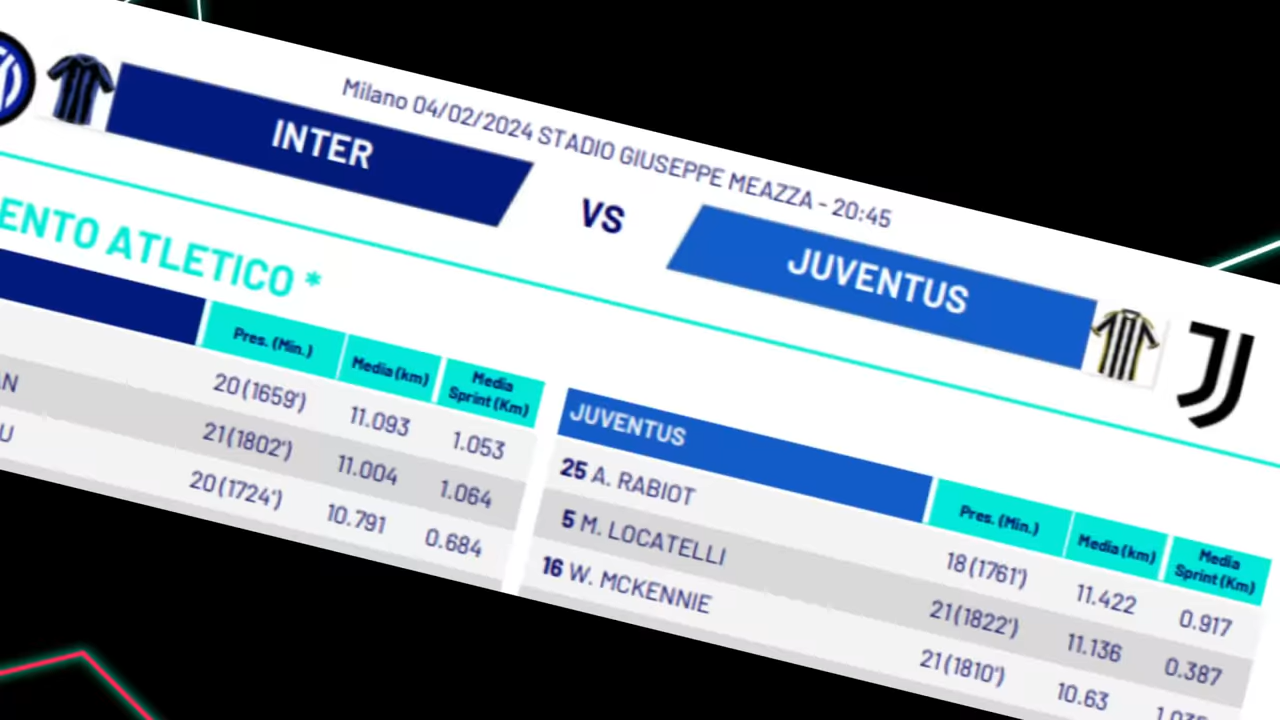 Milano 04/02/2024 STADIO GIUSEPPE MEAZZA - 20:45
INTER
VS
JUVENTUS
ENTO ATLETICO *
Pres. (Min.) Media (km) Media Sprint (Km)
AN 20 (1659') 11.093 1.053
U 21 (1802') 11.004 1.064
20 (1724') 10.791 0.684
JUVENTUS Pres. (Min.) Media (km) Media Sprint (Km)
25 A. RABIOT 18 (1761') 11.422 0.917
5 M. LOCATELLI 21 (1822') 11.136 0.387
16 W. MCKENNIE 21 (1810') 10.63